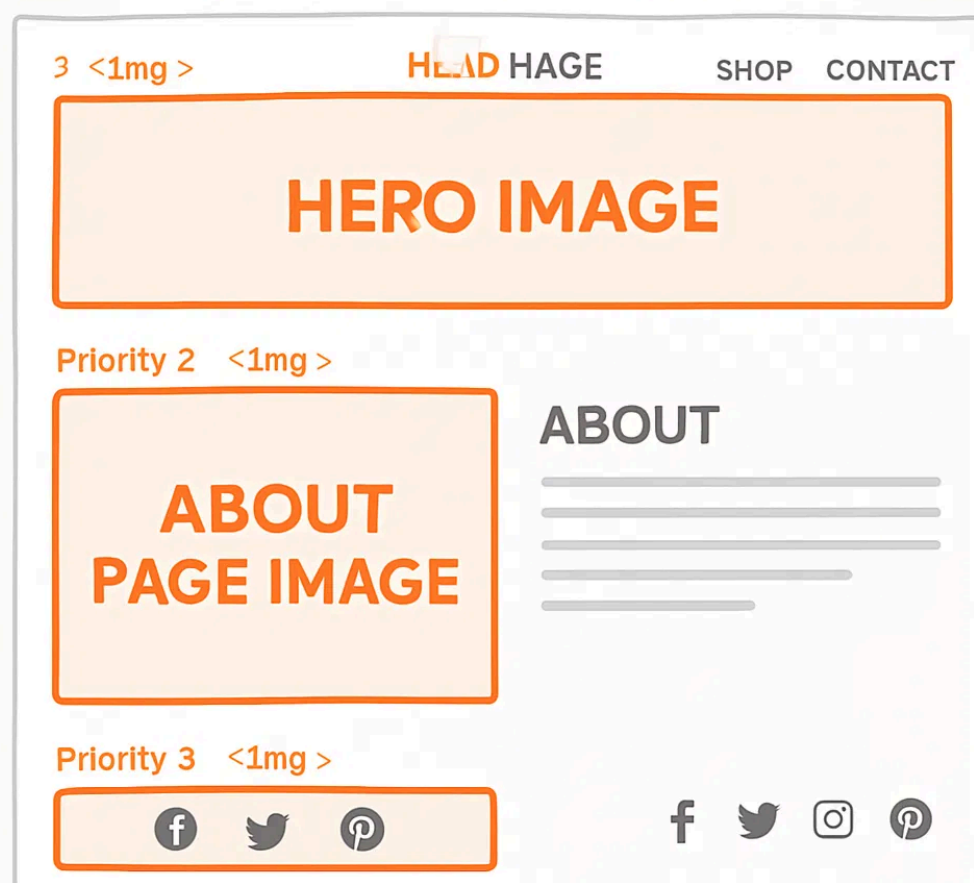 3 <1mg > HEAD HAGE SHOP CONTACT
HERO IMAGE
Priority 2 <1mg >
ABOUT
PAGE IMAGE
ABOUT
Priority 3 <1mg >